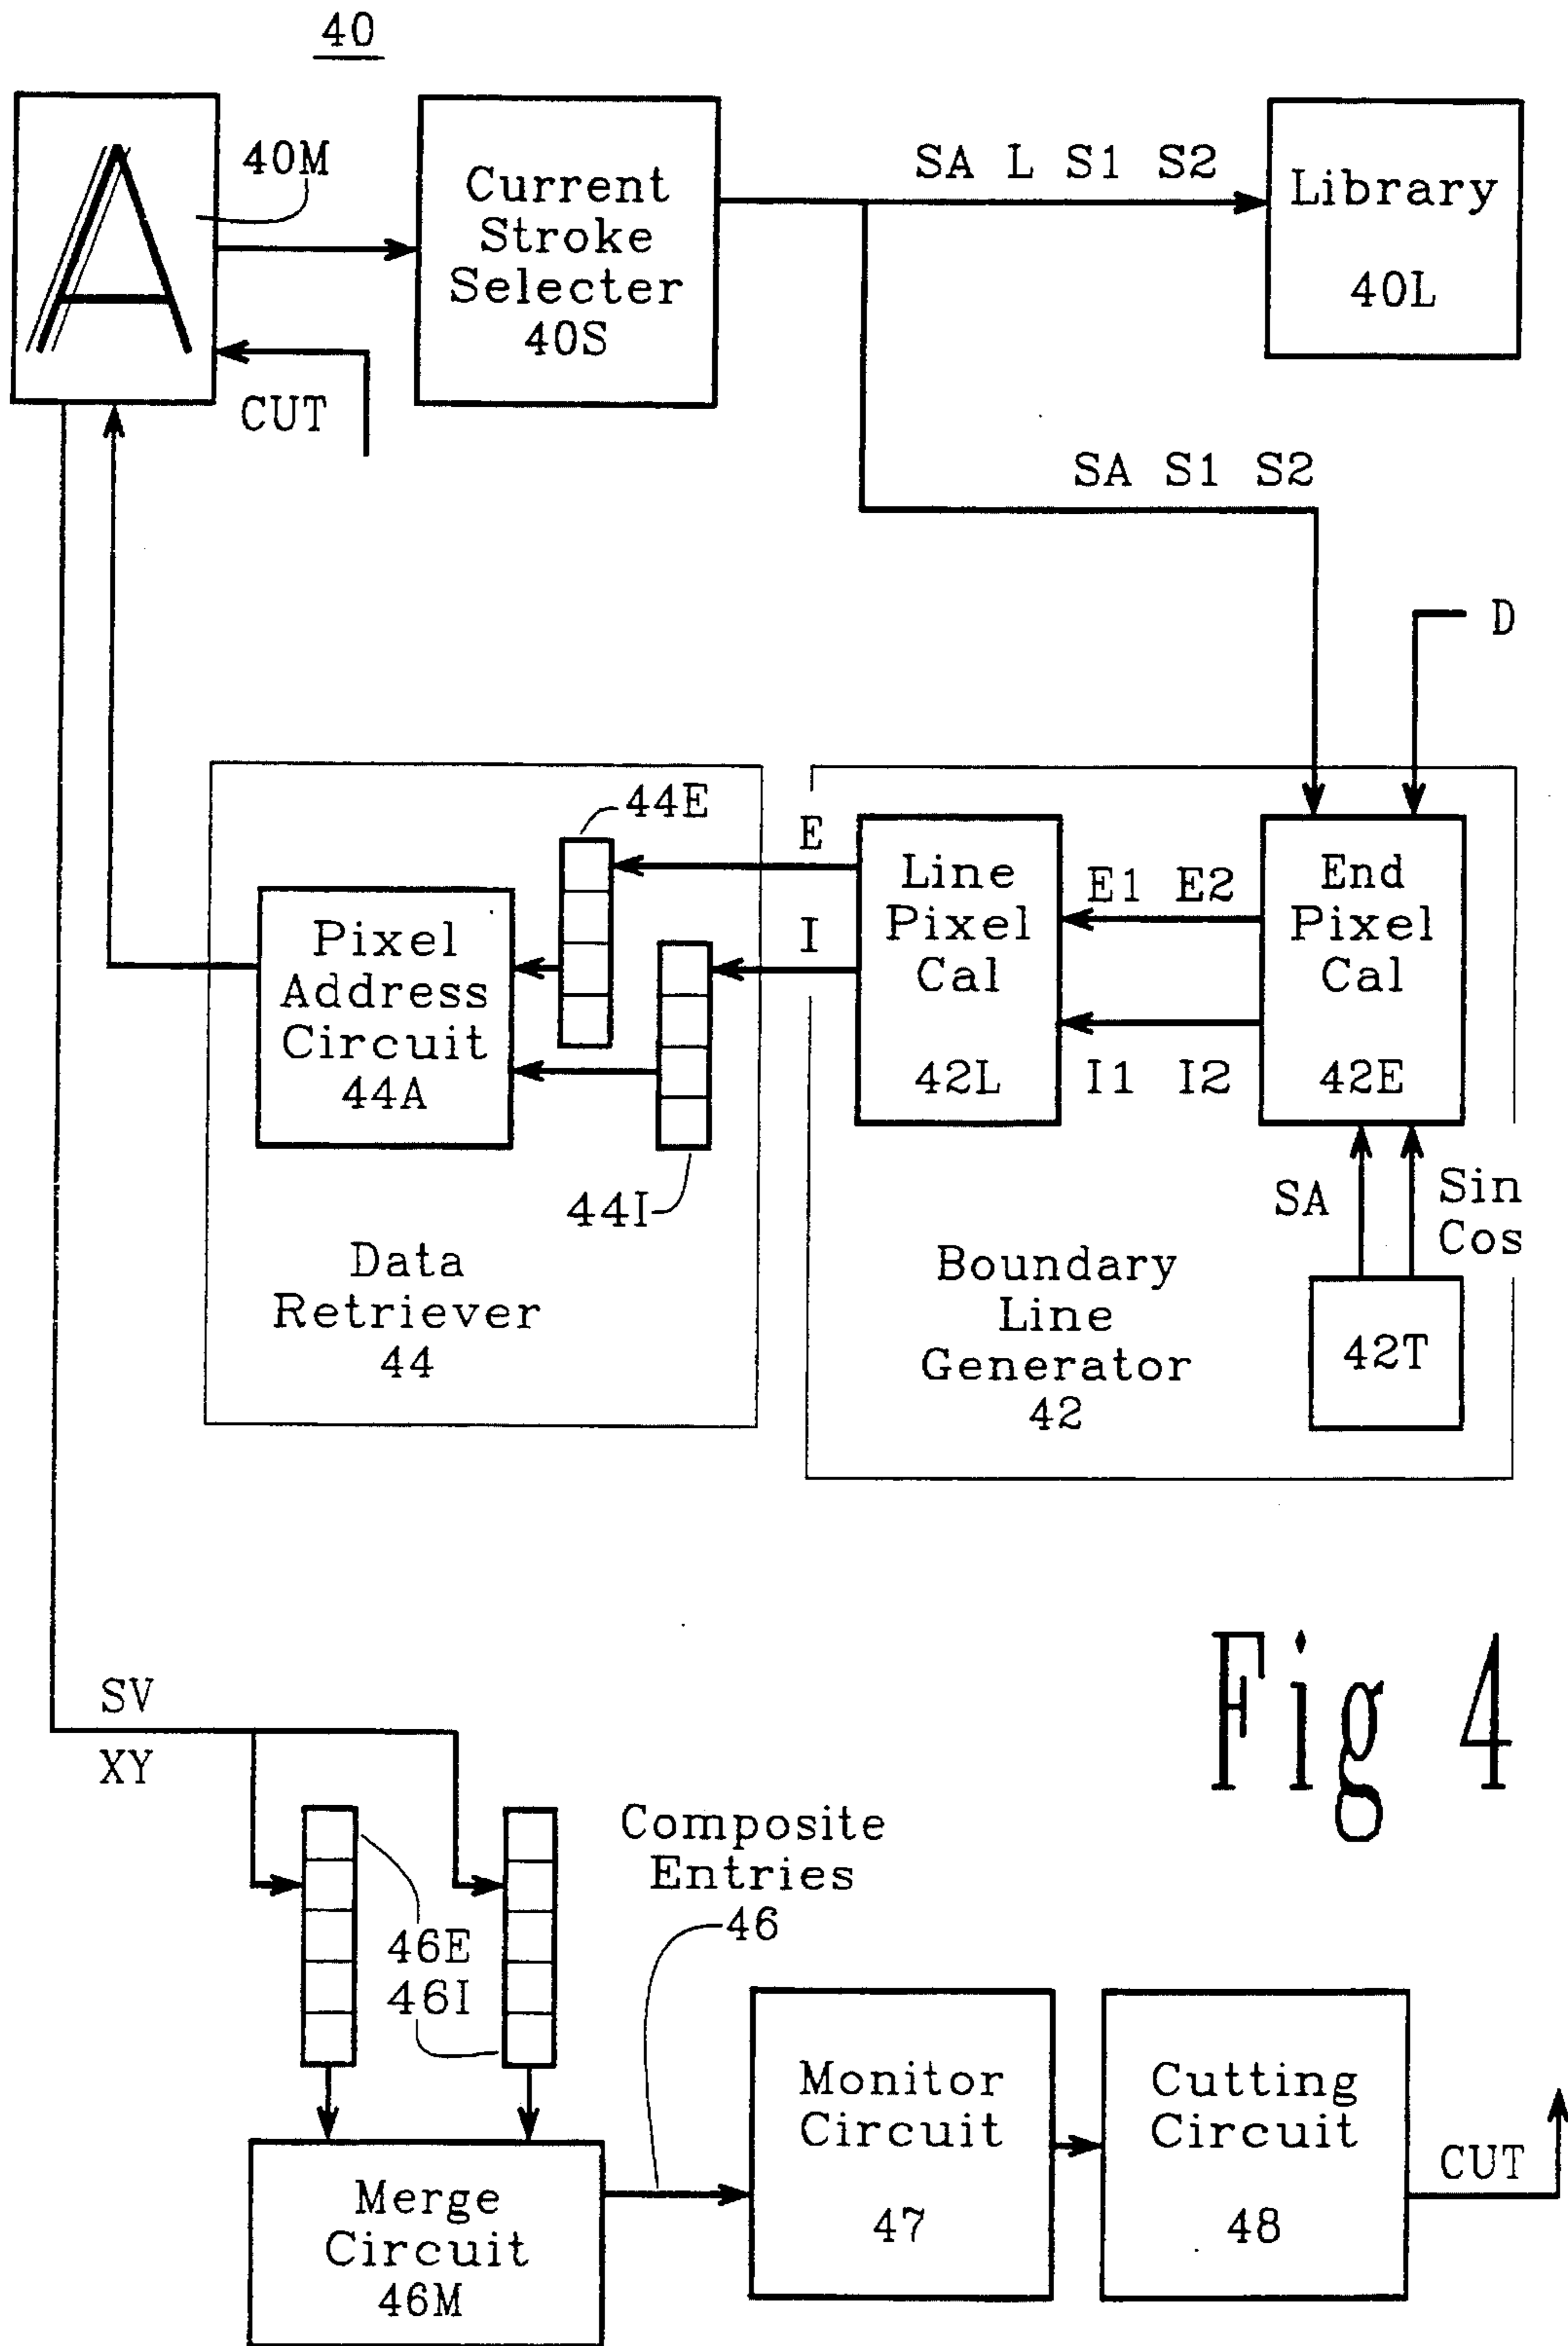 40
A
40M
Current
Stroke
Selecter
40S
SA L S1 S2
Library
40L
CUT
SA S1 S2
D
44E
E
I
Pixel
Address
Circuit
44A
44I
Data
Retriever
44
Line
Pixel
Cal
42L
E1 E2
I1 I2
End
Pixel
Cal
42E
SA
Sin
Cos
42T
Boundary
Line
Generator
42
SV
XY
46E
46I
Composite
Entries
46
Merge
Circuit
46M
Monitor
Circuit
47
Cutting
Circuit
48
CUT
Fig 4